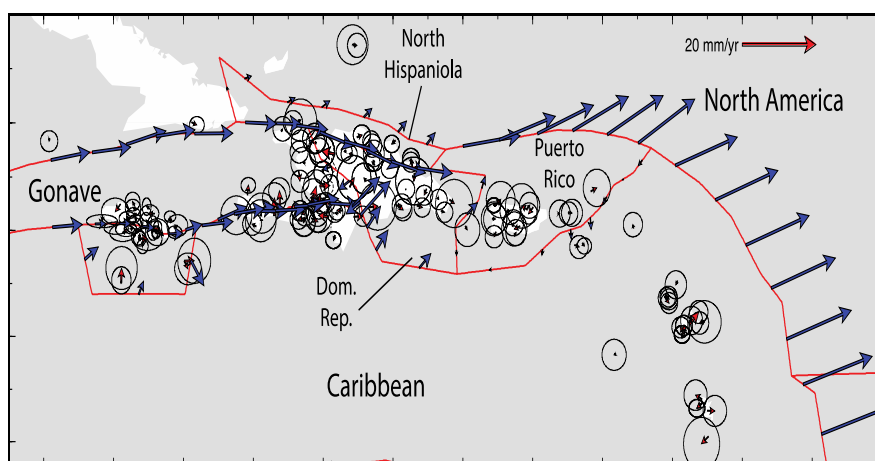 North
Hispaniola
20 mm/yr
North America
Puerto
Rico
Gonave
Dom.
Rep.
Caribbean